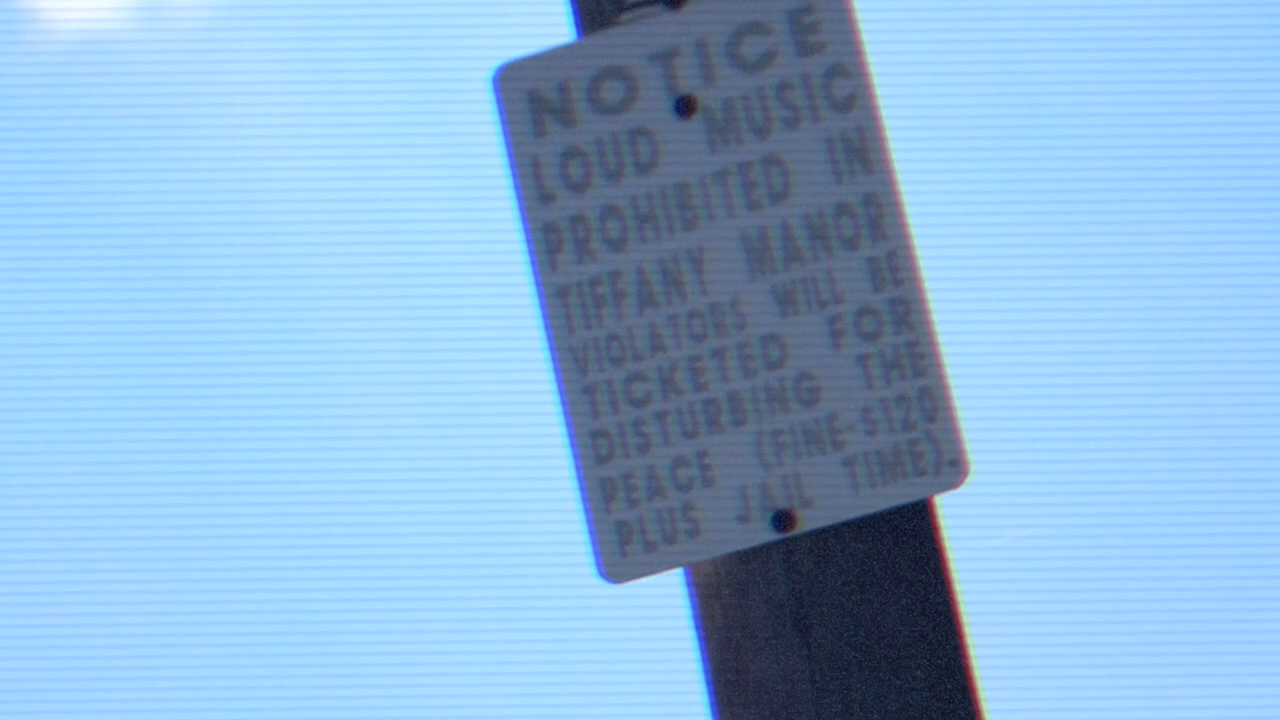 NOTICE
LOUD MUSIC
PROHIBITED IN
TIFFANY MANOR
VIOLATORS WILL BE
TICKETED FOR
DISTURBING THE
PEACE (FINE-$120
PLUS JAIL TIME).